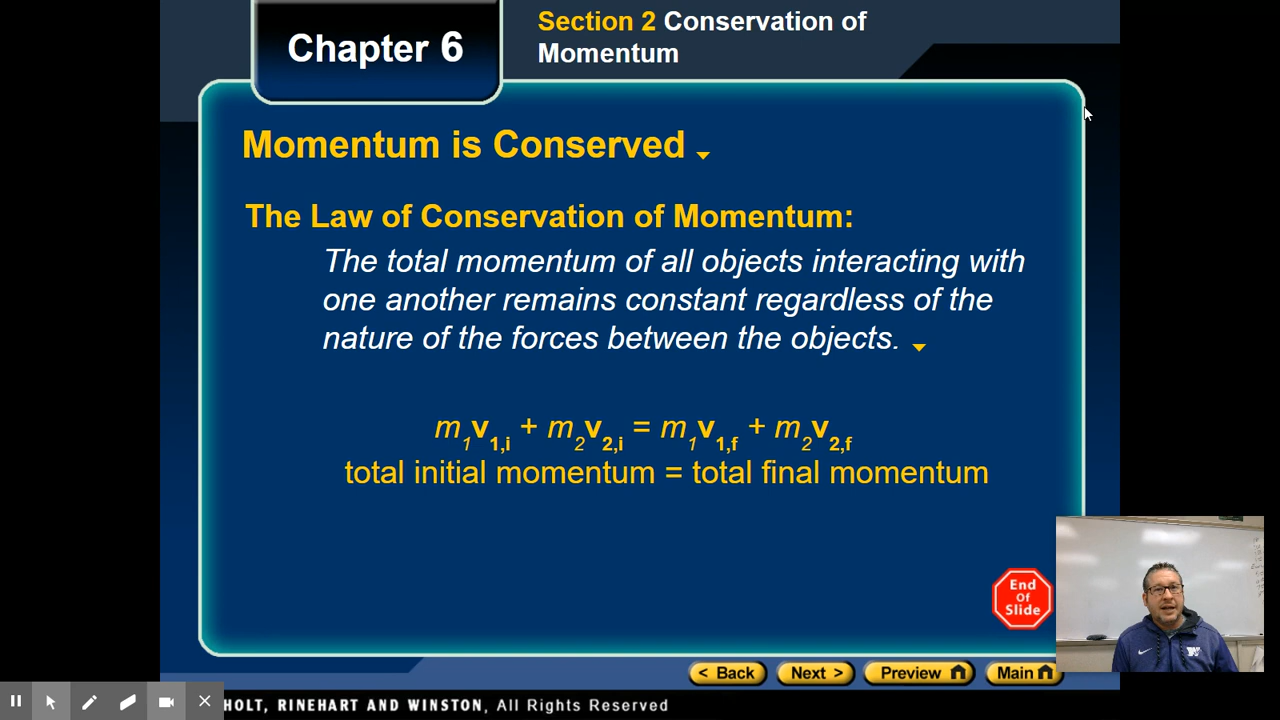 Chapter 6
Section 2 Conservation of
Momentum
Momentum is Conserved
The Law of Conservation of Momentum:
The total momentum of all objects interacting with
one another remains constant regardless of the
nature of the forces between the objects.
m1v1,i + m2v2,i = m1v1,f + m2v2,f
total initial momentum = total final momentum
End
Of
Slide
< Back
Next >
Preview
Main
HOLT, RINEHART AND WINSTON, All Rights Reserved